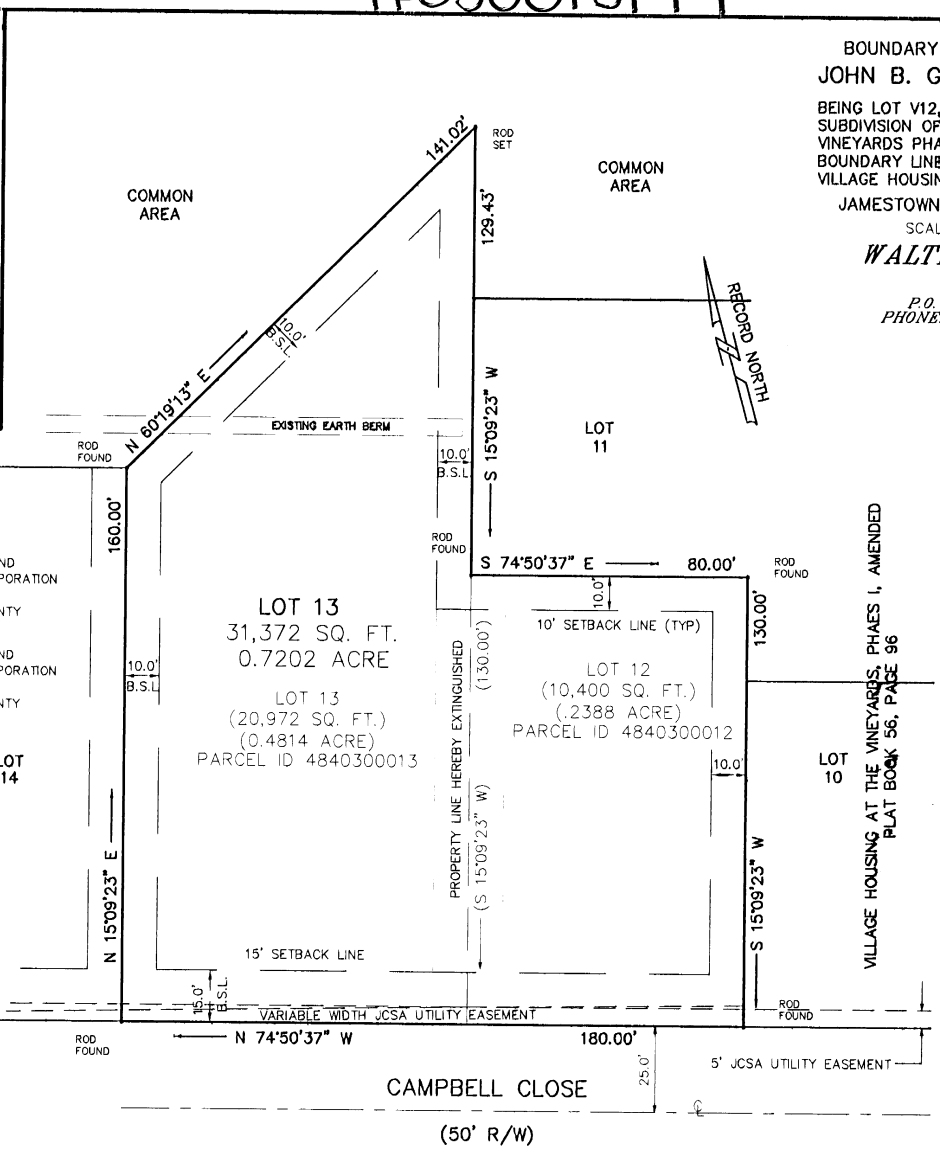 BOUNDARY
JOHN B. G
BEING LOT V12,
SUBDIVISION OF
VINEYARDS PHA
BOUNDARY LINE
VILLAGE HOUSIN
JAMESTOWN
SCAL
WALT
P.O.
PHONE
141.02'
ROD
SET
COMMON
AREA
COMMON
AREA
129.43'
RECORD NORTH
10.0'
B.S.L.
N 60°19'13" E
EXISTING EARTH BERM
S 15°09'23" W
LOT
11
ROD
FOUND
10.0'
B.S.L.
160.00'
ROD
FOUND
S 74°50'37" E
80.00'
ROD
FOUND
ND
PORATION
NTY
ND
PORATION
NTY
LOT
14
10.0'
130.00'
LOT 13
31,372 SQ. FT.
0.7202 ACRE
LOT 13
(20,972 SQ. FT.)
(0.4814 ACRE)
PARCEL ID 4840300013
10.0'
B.S.L.
10' SETBACK LINE (TYP)
LOT 12
(10,400 SQ. FT.)
(.2388 ACRE)
PARCEL ID 4840300012
PROPERTY LINE HEREBY EXTINGUISHED
(130.00')
(S 15°09'23" W)
10.0'
LOT
10
VILLAGE HOUSING AT THE VINEYARDS, PHAES I, AMENDED
PLAT BOOK 56, PAGE 96
N 15°09'23" E
S 15°09'23" W
15' SETBACK LINE
15.0'
B.S.L.
VARIABLE WIDTH JCSA UTILITY EASEMENT
ROD
FOUND
ROD
FOUND
N 74°50'37" W
180.00'
25.0'
5' JCSA UTILITY EASEMENT
CAMPBELL CLOSE
(50' R/W)